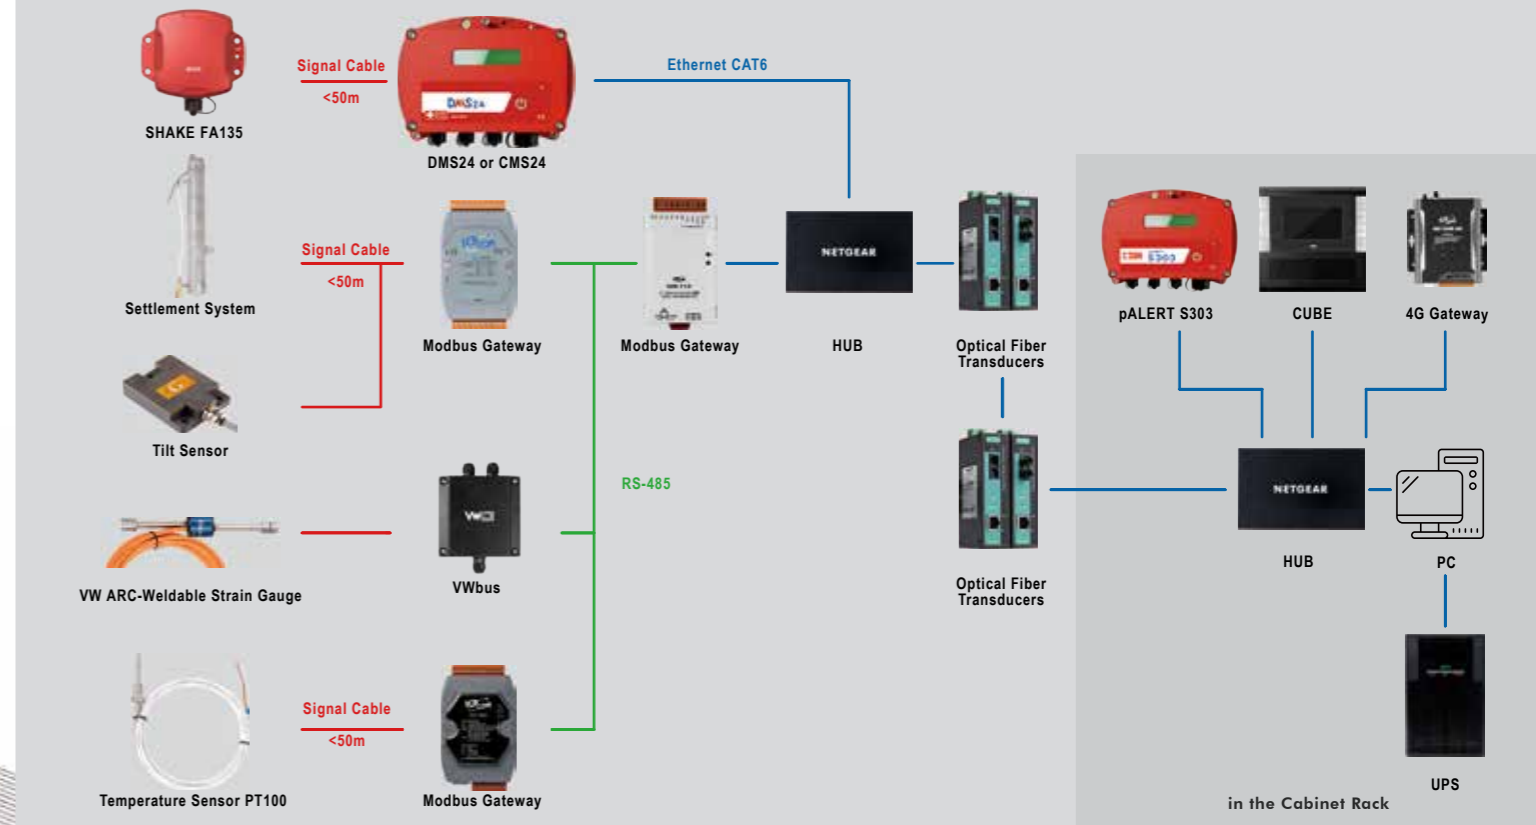 SHAKE FA135
Signal Cable
<50m
DMS24
DMS24 or CMS24
Ethernet CAT6
Settlement System
Signal Cable
<50m
Tilt Sensor
Modbus Gateway
Modbus Gateway
NETGEAR
HUB
Optical Fiber
Transducers
pALERT S303
CUBE
4G Gateway
S303
VW ARC-Weldable Strain Gauge
VWbus
RS-485
Optical Fiber
Transducers
NETGEAR
HUB
PC
Temperature Sensor PT100
Signal Cable
<50m
Modbus Gateway
UPS
in the Cabinet Rack